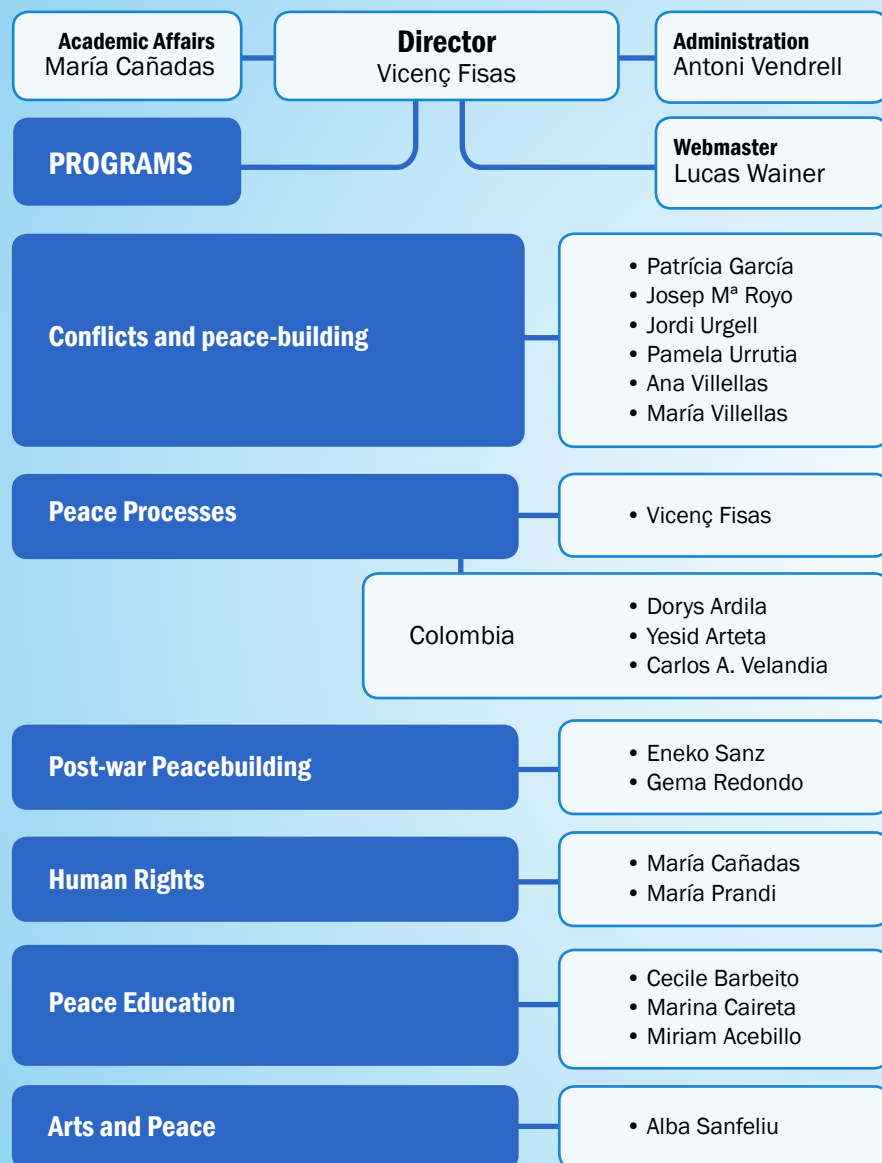 Academic Affairs
María Cañadas
Director
Vicenç Fisas
Administration
Antoni Vendrell
PROGRAMS
Webmaster
Lucas Wainer
Conflicts and peace-building
• Patrícia García
• Josep Mª Royo
• Jordi Urgell
• Pamela Urrutia
• Ana Villellas
• María Villellas
Peace Processes
• Vicenç Fisas
Colombia
• Dorys Ardila
• Yesid Arteta
• Carlos A. Velandia
Post-war Peacebuilding
• Eneko Sanz
• Gema Redondo
Human Rights
• María Cañadas
• María Prandi
Peace Education
• Cecile Barbeito
• Marina Caireta
• Miriam Acebillo
Arts and Peace
• Alba Sanfeliu